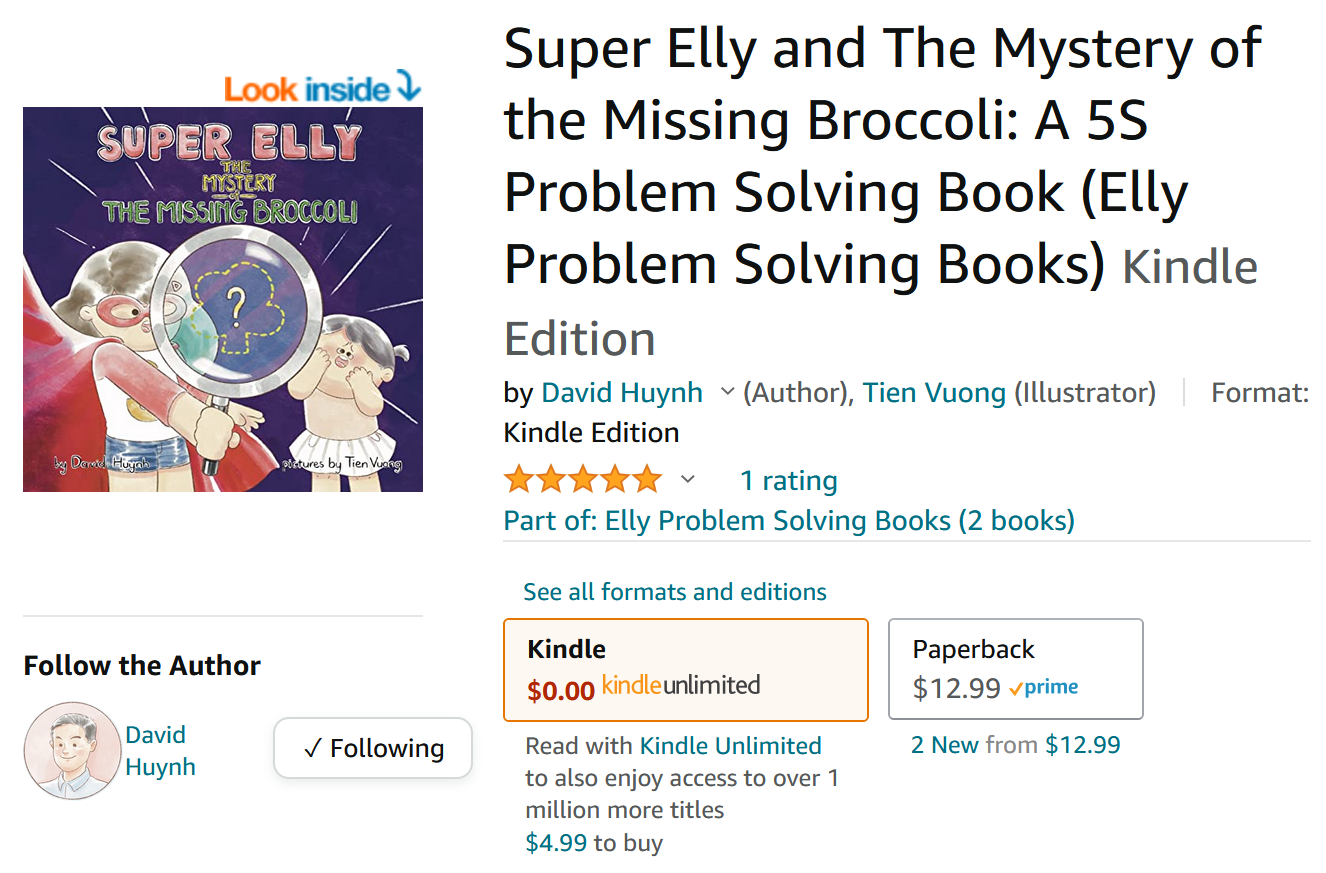 Look inside
SUPER ELLY
THE
MYSTERY
of
THE MISSING BROCCOLI
?
by David Huynh
pictures by Tien Vuong
Follow the Author
David
Huynh
✓ Following
Super Elly and The Mystery of
the Missing Broccoli: A 5S
Problem Solving Book (Elly
Problem Solving Books) Kindle
Edition
by David Huynh (Author), Tien Vuong (Illustrator) Format:
Kindle Edition
1 rating
Part of: Elly Problem Solving Books (2 books)
See all formats and editions
Kindle
$0.00 kindleunlimited
Read with Kindle Unlimited
to also enjoy access to over 1
million more titles
$4.99 to buy
Paperback
$12.99 prime
2 New from $12.99